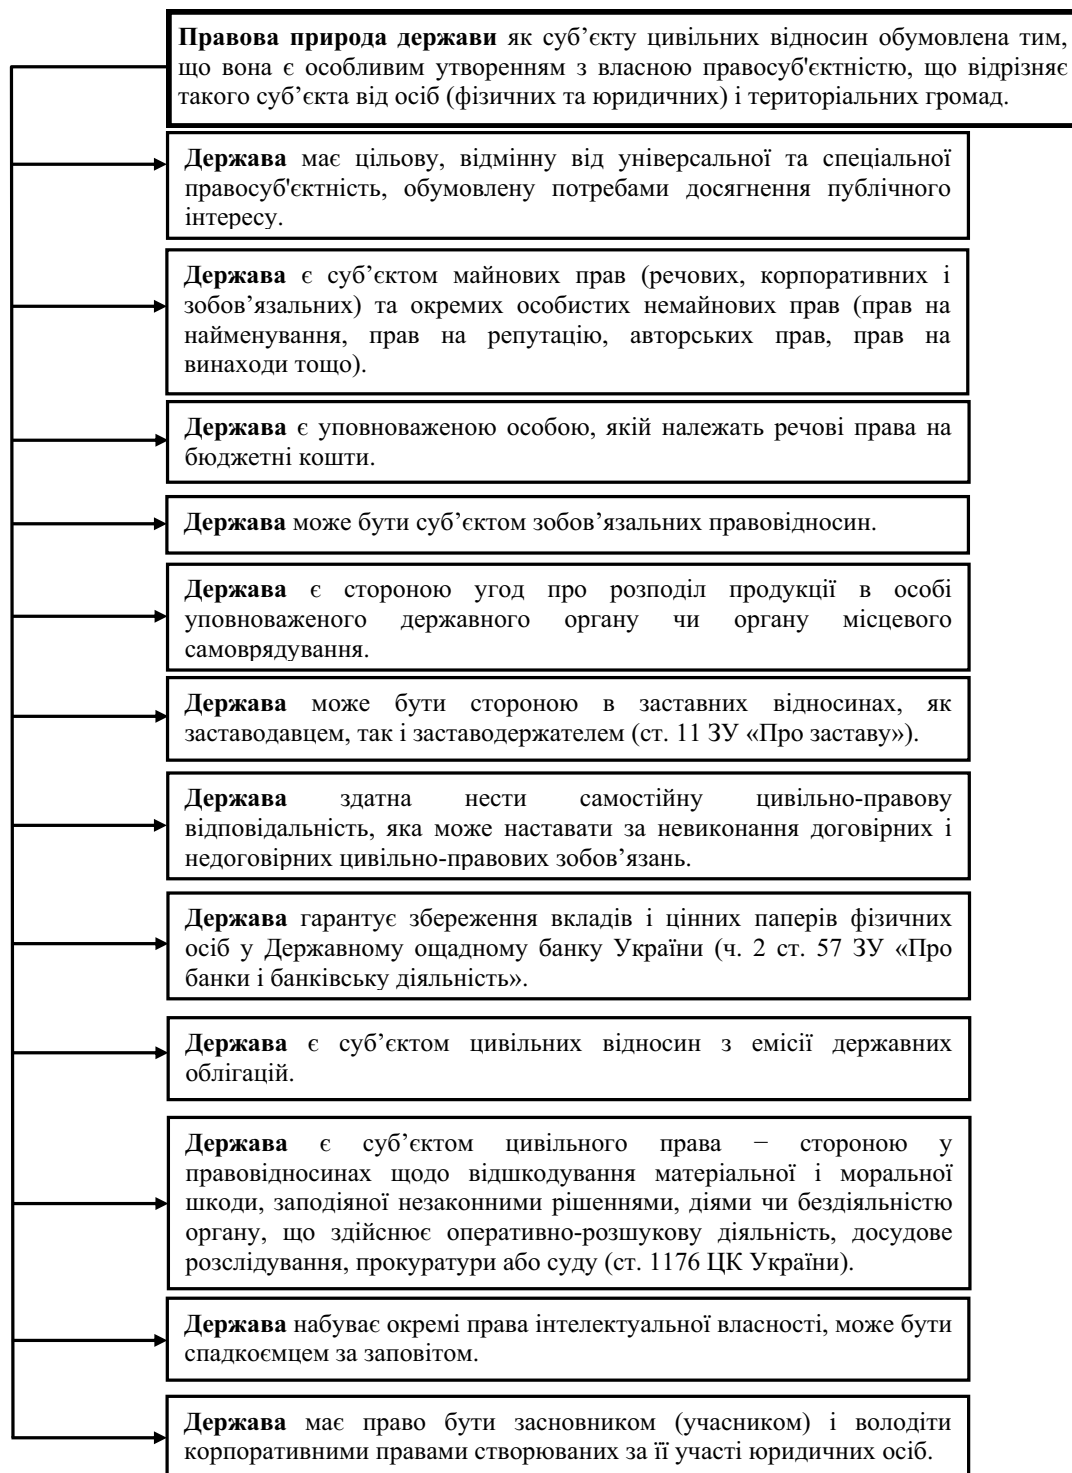 Правова природа держави як суб’єкту цивільних відносин обумовлена тим,
що вона є особливим утворенням з власною правосуб'єктністю, що відрізняє
такого суб’єкта від осіб (фізичних та юридичних) і територіальних громад.
Держава має цільову, відмінну від універсальної та спеціальної
правосуб'єктність, обумовлену потребами досягнення публічного
інтересу.
Держава є суб’єктом майнових прав (речових, корпоративних і
зобов’язальних) та окремих особистих немайнових прав (прав на
найменування, прав на репутацію, авторських прав, прав на
винаходи тощо).
Держава є уповноваженою особою, якій належать речові права на
бюджетні кошти.
Держава може бути суб’єктом зобов’язальних правовідносин.
Держава є стороною угод про розподіл продукції в особі
уповноваженого державного органу чи органу місцевого
самоврядування.
Держава може бути стороною в заставних відносинах, як
заставодавцем, так і заставодержателем (ст. 11 ЗУ «Про заставу»).
Держава здатна нести самостійну цивільно-правову
відповідальність, яка може наставати за невиконання договірних і
недоговірних цивільно-правових зобов’язань.
Держава гарантує збереження вкладів і цінних паперів фізичних
осіб у Державному ощадному банку України (ч. 2 ст. 57 ЗУ «Про
банки і банківську діяльність».
Держава є суб’єктом цивільних відносин з емісії державних
облігацій.
Держава є суб’єктом цивільного права − стороною у
правовідносинах щодо відшкодування матеріальної і моральної
шкоди, заподіяної незаконними рішеннями, діями чи бездіяльністю
органу, що здійснює оперативно-розшукову діяльність, досудове
розслідування, прокуратури або суду (ст. 1176 ЦК України).
Держава набуває окремі права інтелектуальної власності, може бути
спадкоємцем за заповітом.
Держава має право бути засновником (учасником) і володіти
корпоративними правами створюваних за її участі юридичних осіб.